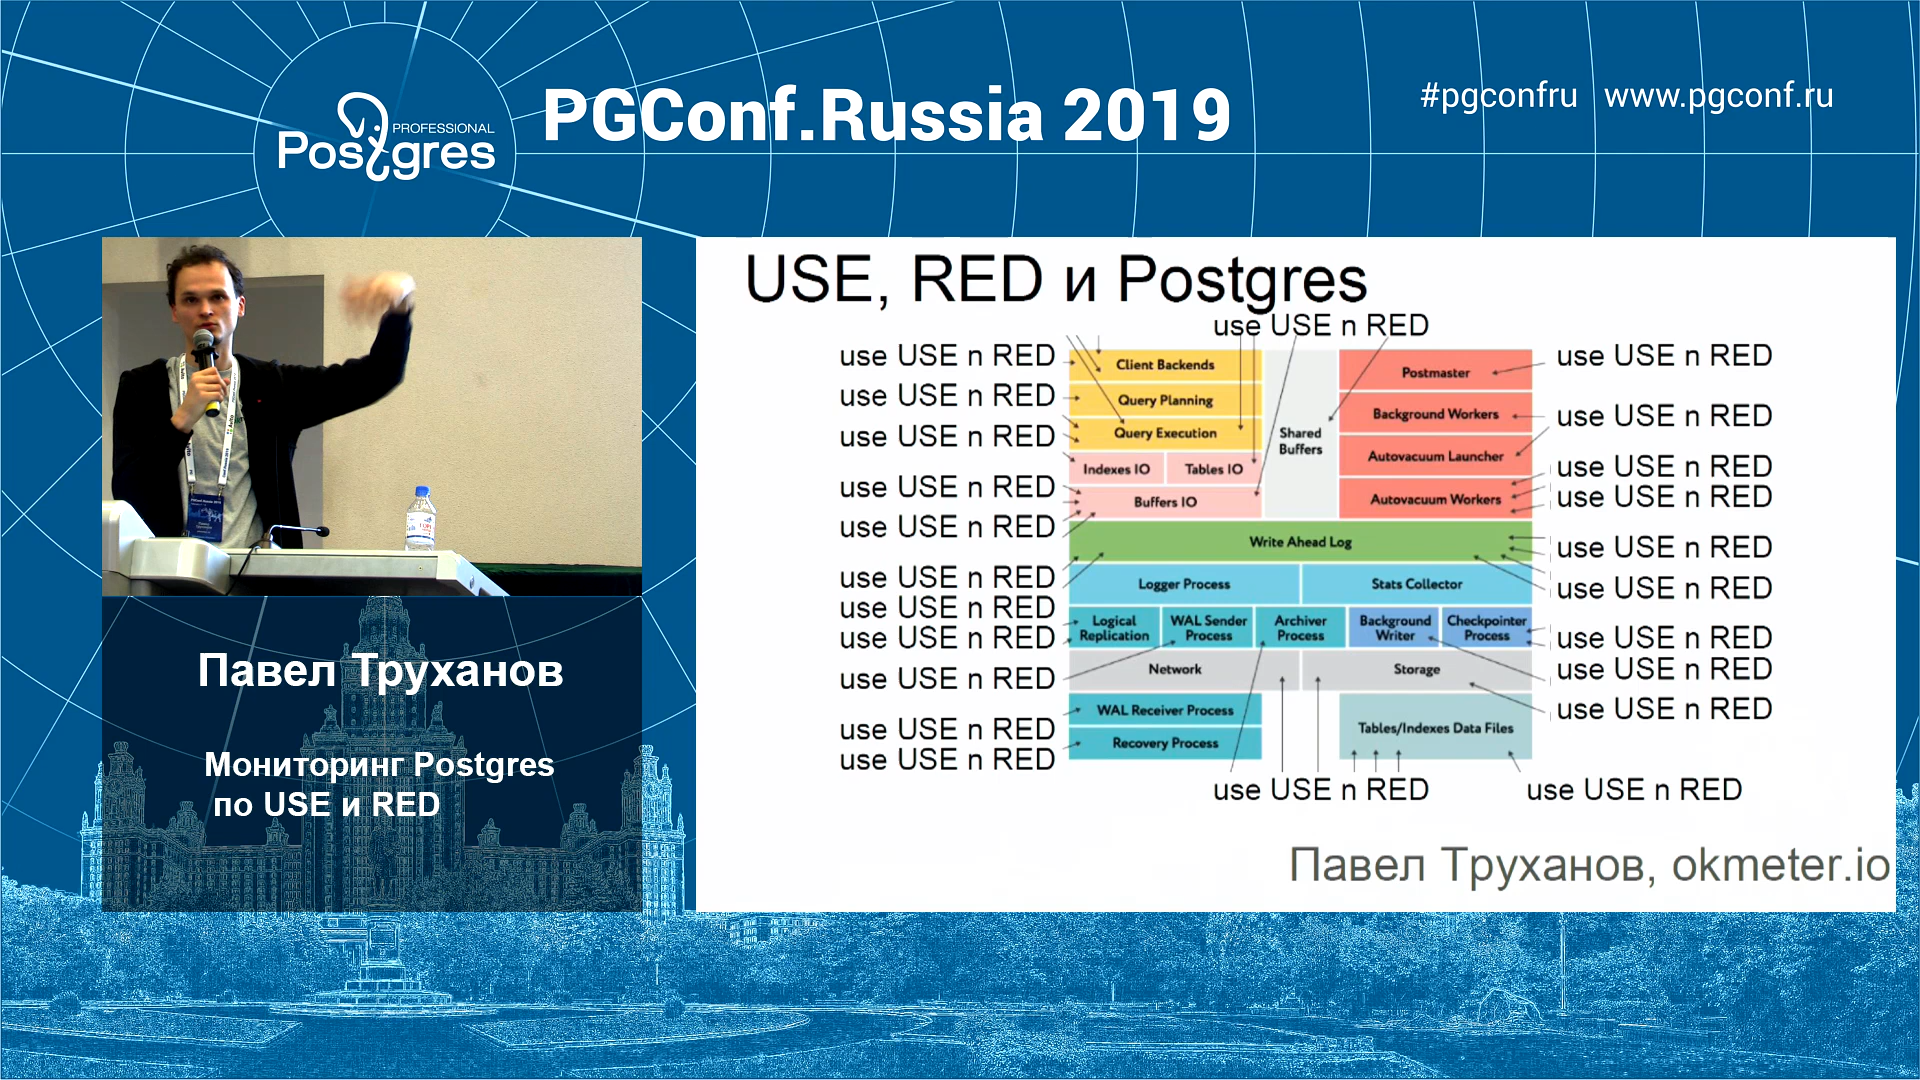 PROFESSIONAL
Postgres
PGConf.Russia 2019
#pgconfru www.pgconf.ru
Павел Труханов
Мониторинг Postgres
по USE и RED
USE, RED и Postgres
use USE n RED
use USE n RED
use USE n RED
use USE n RED
use USE n RED
use USE n RED
use USE n RED
use USE n RED
use USE n RED
use USE n RED
use USE n RED
use USE n RED
Client Backends
Query Planning
Query Execution
Indexes IO
Tables IO
Buffers IO
Shared
Buffers
Postmaster
Background Workers
Autovacuum Launcher
Autovacuum Workers
Write Ahead Log
Logger Process
Stats Collector
Logical
Replication
WAL Sender
Process
Archiver
Process
Background
Writer
Checkpointer
Process
Network
Storage
WAL Receiver Process
Recovery Process
Tables/Indexes Data Files
use USE n RED
use USE n RED
use USE n RED
use USE n RED
use USE n RED
use USE n RED
use USE n RED
use USE n RED
use USE n RED
use USE n RED
use USE n RED
Павел Труханов, okmeter.io